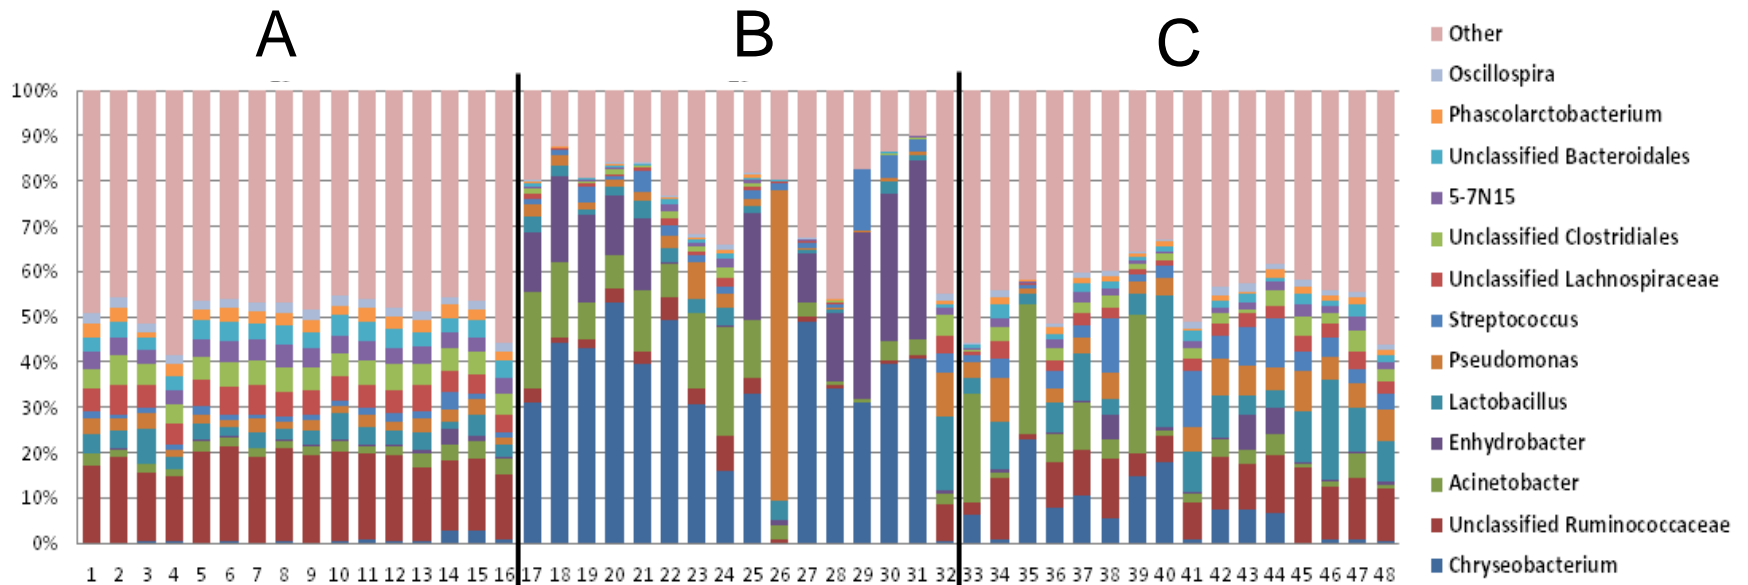 A B C
Other
Oscillospira
Phascolarctobacterium
Unclassified Bacteroidales
5-7N15
Unclassified Clostridiales
Unclassified Lachnospiraceae
Streptococcus
Pseudomonas
Lactobacillus
Enhydrobacter
Acinetobacter
Unclassified Ruminococcaceae
Chryseobacterium
100%
90%
80%
70%
60%
50%
40%
30%
20%
10%
0%
1 2 3 4 5 6 7 8 9 10 11 12 13 14 15 16 17 18 19 20 21 22 23 24 25 26 27 28 29 30 31 32 33 34 35 36 37 38 39 40 41 42 43 44 45 46 47 48